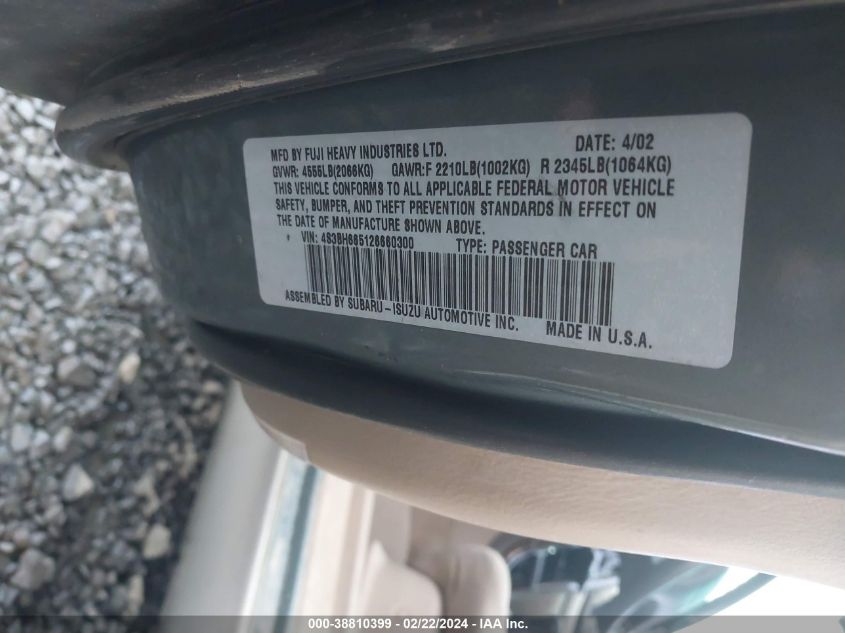 MFD BY FUJI HEAVY INDUSTRIES LTD. DATE: 4/02
GVWR: 4555LB(2066KG) GAWR:F 2210LB(1002KG) R 2345LB(1064KG)
THIS VEHICLE CONFORMS TO ALL APPLICABLE FEDERAL MOTOR VEHICLE
SAFETY, BUMPER, AND THEFT PREVENTION STANDARDS IN EFFECT ON
THE DATE OF MANUFACTURE SHOWN ABOVE.
VIN: 4S3BH685126660300 TYPE: PASSENGER CAR
ASSEMBLED BY SUBARU-ISUZU AUTOMOTIVE INC. MADE IN U.S.A.
000-38810399 / 02/22/2024 - IAA Inc.